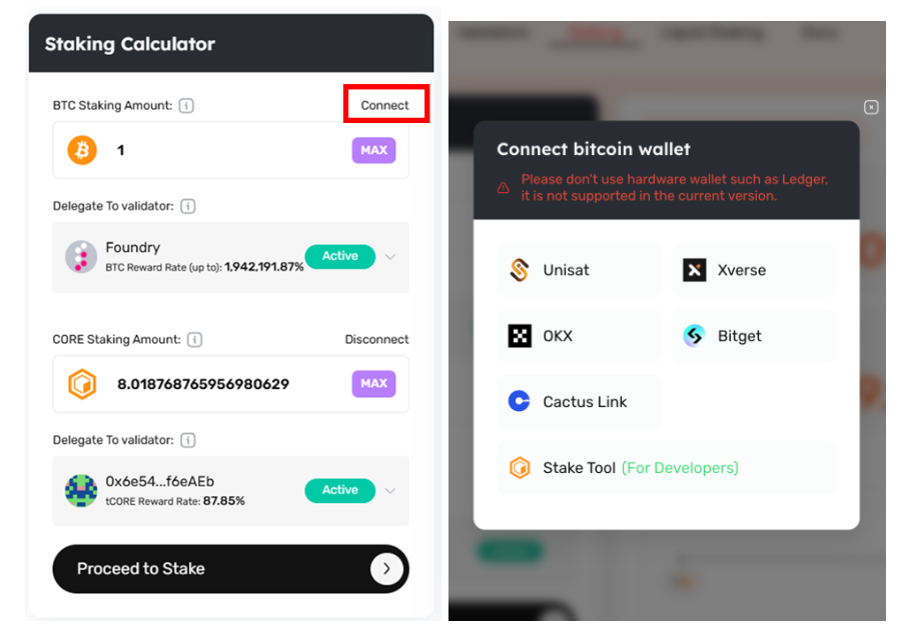 Staking Calculator
BTC Staking Amount:
Connect
1
MAX
Delegate To validator:
Foundry
BTC Reward Rate (up to): 1,942,191.87%
Active
CORE Staking Amount:
Disconnect
8.018768765956980629
MAX
Delegate To validator:
0x6e54...f6eAEb
tCORE Reward Rate: 87.85%
Active
Proceed to Stake
Connect bitcoin wallet
Please don't use hardware wallet such as Ledger,
it is not supported in the current version.
Unisat
Xverse
OKX
Bitget
Cactus Link
Stake Tool (For Developers)